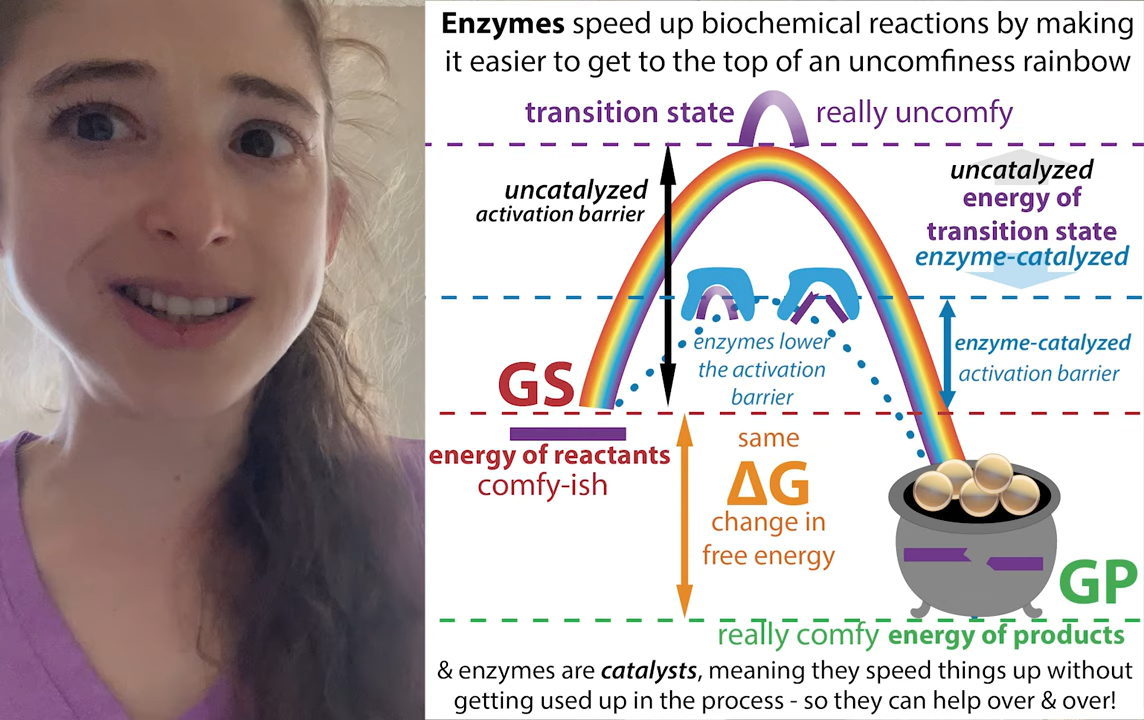 Enzymes speed up biochemical reactions by making
it easier to get to the top of an uncomfiness rainbow
transition state really uncomfy
uncatalyzed
activation barrier
uncatalyzed
energy of
transition state
enzyme-catalyzed
enzymes lower
the activation
barrier
enzyme-catalyzed
activation barrier
GS
energy of reactants
comfy-ish
same
ΔG
change in
free energy
GP
really comfy energy of products
& enzymes are catalysts, meaning they speed things up without
getting used up in the process - so they can help over & over!